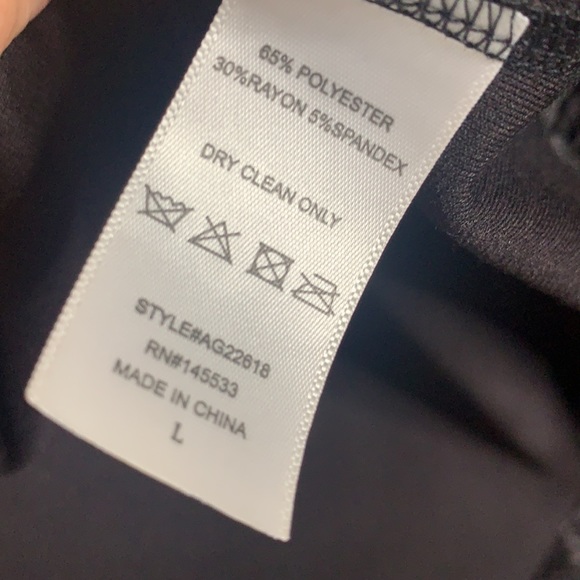 65% POLYESTER
30%RAYON 5%SPANDEX
DRY CLEAN ONLY
STYLE#AG22618
RN#145533
MADE IN CHINA
L